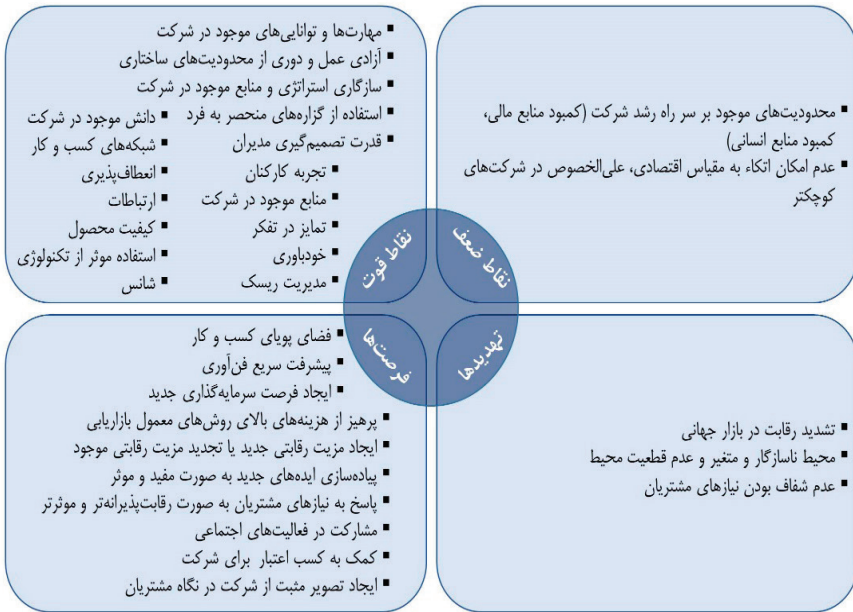 محدودیت‌های موجود بر سر راه رشد شرکت (کمبود منابع مالی،
کمبود منابع انسانی)
عدم امکان اتکاء به مقیاس اقتصادی، علی‌الخصوص در شرکت‌های
کوچکتر
نقاط ضعف
مهارت‌ها و توانایی‌های موجود در شرکت
آزادی عمل و دوری از محدودیت‌های ساختاری
سازگاری استراتژی و منابع موجود در شرکت
استفاده از گزاره‌های منحصر به فرد
قدرت تصمیم‌گیری مدیران
تجربه کارکنان
منابع موجود در شرکت
تمایز در تفکر
خودباوری
مدیریت ریسک
دانش موجود در شرکت
شبکه‌های کسب و کار
انعطاف‌پذیری
ارتباطات
کیفیت محصول
استفاده موثر از تکنولوژی
شانس
نقاط قوت
تهدیدها
تشدید رقابت در بازار جهانی
محیط ناسازگار و متغیر و عدم قطعیت محیط
عدم شفاف بودن نیازهای مشتریان
فرصت‌ها
فضای پویای کسب و کار
پیشرفت سریع فن‌آوری
ایجاد فرصت سرمایه‌گذاری جدید
پرهیز از هزینه‌های بالای روش‌های معمول بازاریابی
ایجاد مزیت رقابتی جدید یا تجدید مزیت رقابتی موجود
پیاده‌سازی ایده‌های جدید به صورت مفید و موثر
پاسخ به نیازهای مشتریان به صورت رقابت‌پذیرانه‌تر و موثرتر
مشارکت در فعالیت‌های اجتماعی
کمک به کسب اعتبار برای شرکت
ایجاد تصویر مثبت از شرکت در نگاه مشتریان